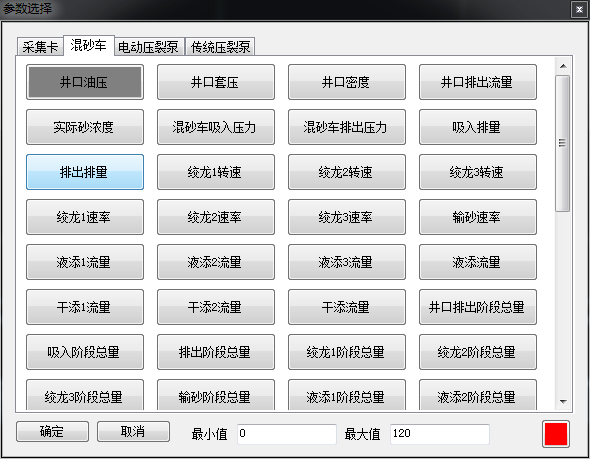 参数选择
采集卡 混砂车 电动压裂泵 传统压裂泵
井口油压 井口套压 井口密度 井口排出流量
实际砂浓度 混砂车吸入压力 混砂车排出压力 吸入排量
排出排量 绞龙1转速 绞龙2转速 绞龙3转速
绞龙1速率 绞龙2速率 绞龙3速率 输砂速率
液添1流量 液添2流量 液添3流量 液添流量
干添1流量 干添2流量 干添流量 井口排出阶段总量
吸入阶段总量 排出阶段总量 绞龙1阶段总量 绞龙2阶段总量
绞龙3阶段总量 输砂阶段总量 液添1阶段总量 液添2阶段总量
确定 取消 最小值 0 最大值 120